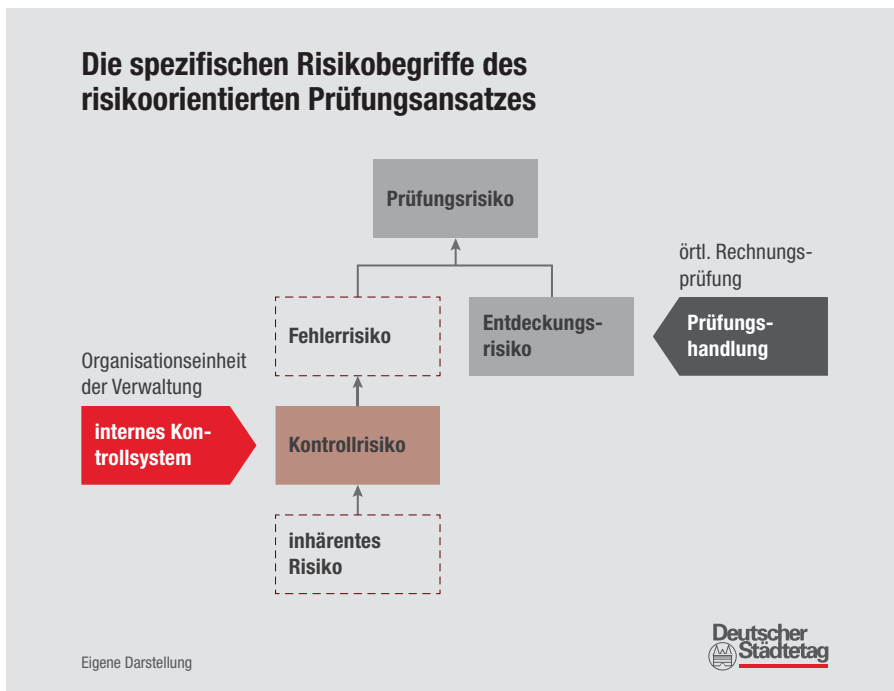 Die spezifischen Risikobegriffe des
risikoorientierten Prüfungsansatzes
Prüfungsrisiko
örtl. Rechnungs-
prüfung
Fehlerrisiko
Entdeckungs-
risiko
Prüfungs-
handlung
Organisationseinheit
der Verwaltung
internes Kon-
trollsystem
Kontrollrisiko
inhärentes
Risiko
Eigene Darstellung
Deutscher
Städtetag